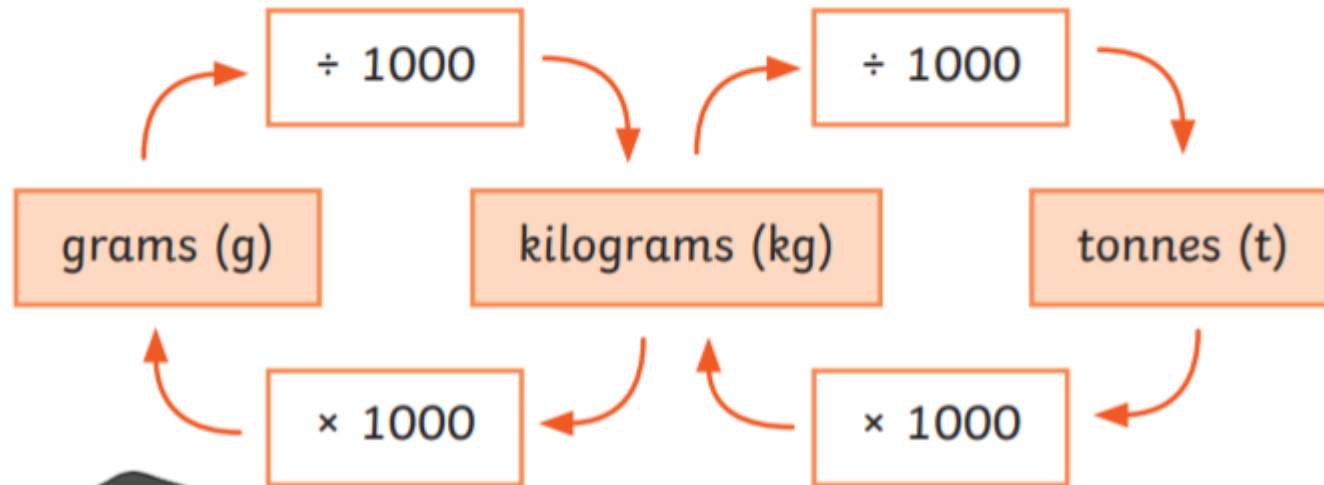 ÷ 1000
÷ 1000
grams (g)
kilograms (kg)
tonnes (t)
× 1000
× 1000